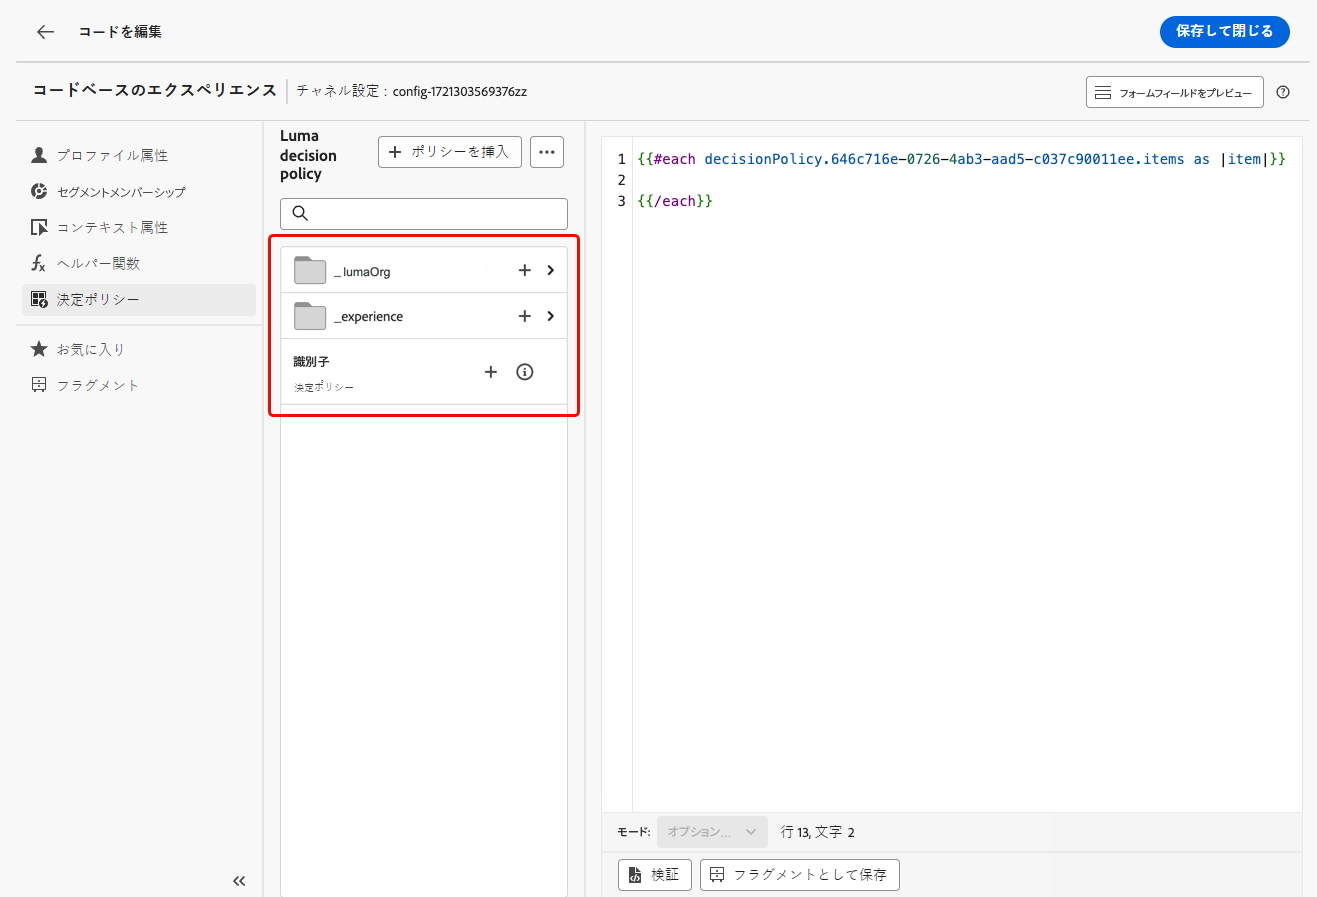 コードを編集
保存して閉じる
コードベースのエクスペリエンス
チャネル設定 : config-1721303569376zz
フォームフィールドをプレビュー
プロファイル属性
セグメントメンバーシップ
コンテキスト属性
ヘルパー関数
決定ポリシー
お気に入り
フラグメント
Luma
decision
policy
ポリシーを挿入
_lumaOrg
_experience
識別子
決定ポリシー
1 {{#each decisionPolicy.646c716e-0726-4ab3-aad5-c037c90011ee.items as |item|}}
2
3 {{/each}}
モード: オプション... 行 13, 文字 2
検証
フラグメントとして保存